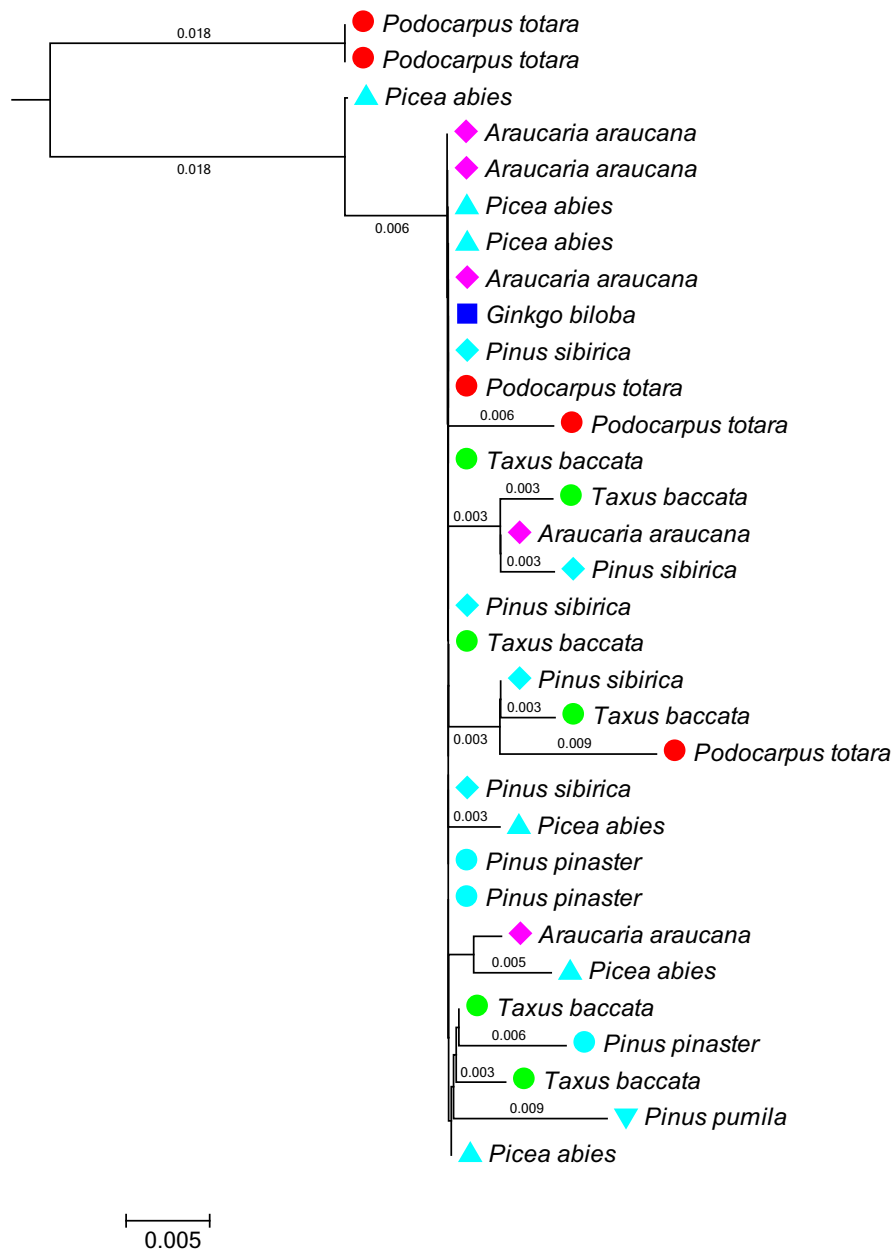 Podocarpus totara
0.018
Podocarpus totara
Picea abies
Araucaria araucana
0.018
Araucaria araucana
Picea abies
0.006
Picea abies
Araucaria araucana
Ginkgo biloba
Pinus sibirica
Podocarpus totara
0.006
Podocarpus totara
Taxus baccata
0.003
Taxus baccata
0.003
Araucaria araucana
0.003
Pinus sibirica
Pinus sibirica
Taxus baccata
Pinus sibirica
0.003
Taxus baccata
0.003
0.009
Podocarpus totara
Pinus sibirica
0.003
Picea abies
Pinus pinaster
Pinus pinaster
Araucaria araucana
0.005
Picea abies
Taxus baccata
0.006
Pinus pinaster
0.003
Taxus baccata
0.009
Pinus pumila
Picea abies
0.005